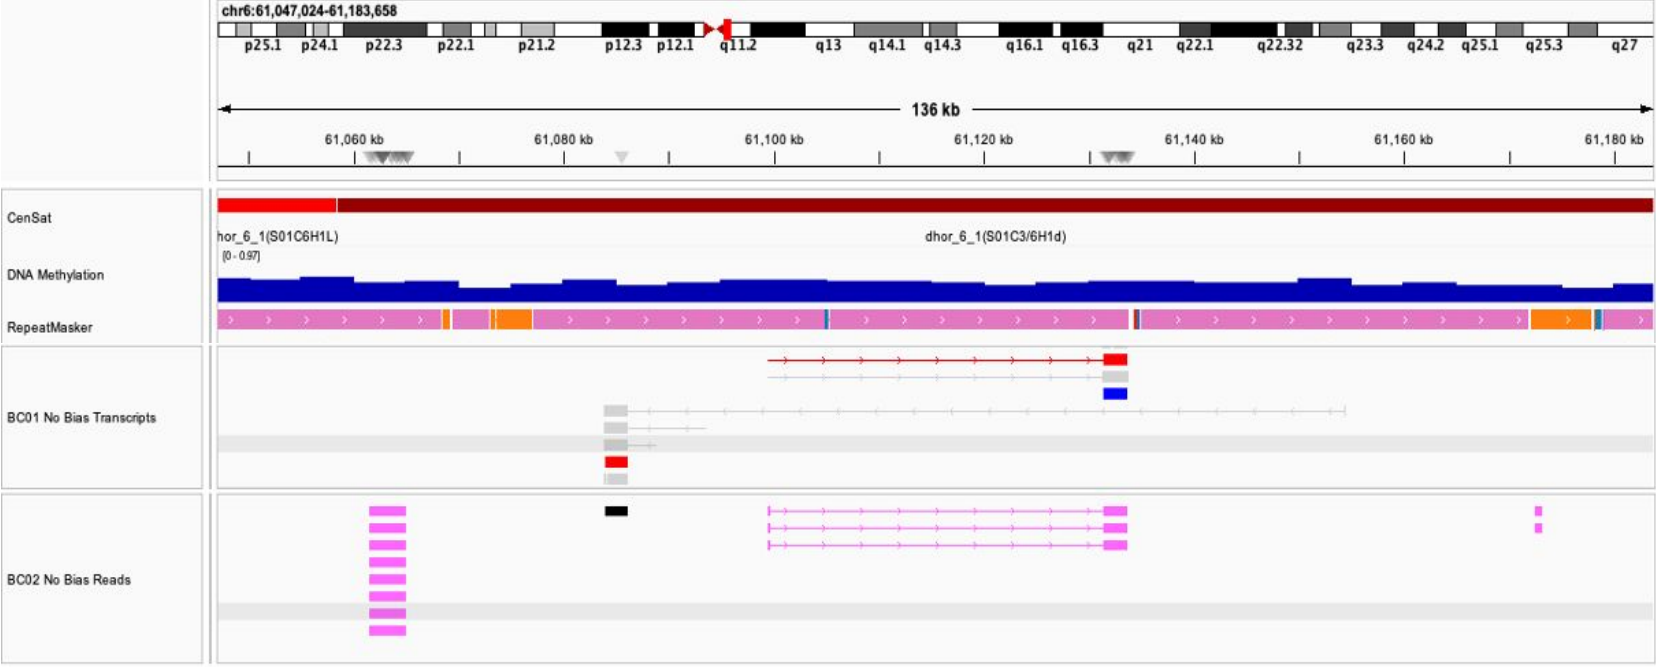 chr6:61,047,024-61,183,658
p25.1 p24.1 p22.3 p22.1 p21.2 p12.3 p12.1 q11.2 q13 q14.1 q14.3 q16.1 q16.3 q21 q22.1 q22.32 q23.3 q24.2 q25.1 q25.3 q27
136 kb
61,060 kb 61,080 kb 61,100 kb 61,120 kb 61,140 kb 61,160 kb 61,180 kb
CenSat
hor_6_1(S01C6H1L) dhor_6_1(S01C3/6H1d)
[0 - 0.97]
DNA Methylation
RepeatMasker
BC01 No Bias Transcripts
BC02 No Bias Reads